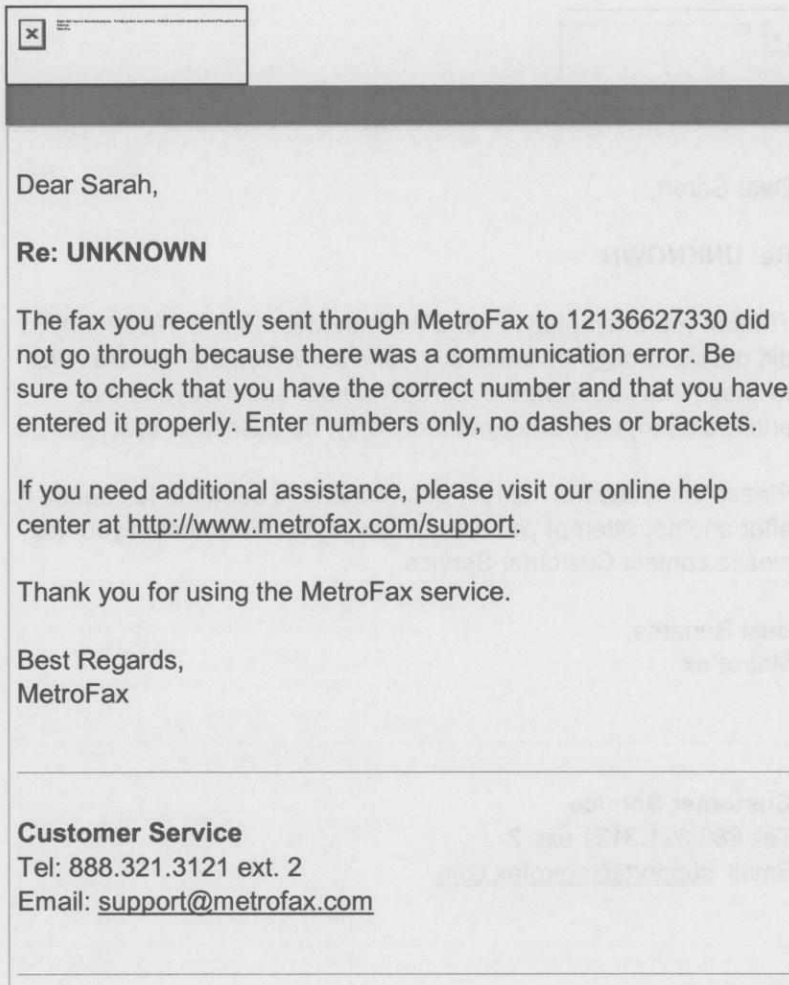 Dear Sarah,
Re: UNKNOWN
The fax you recently sent through MetroFax to 12136627330 did
not go through because there was a communication error. Be
sure to check that you have the correct number and that you have
entered it properly. Enter numbers only, no dashes or brackets.
If you need additional assistance, please visit our online help
center at http://www.metrofax.com/support.
Thank you for using the MetroFax service.
Best Regards,
MetroFax
Customer Service
Tel: 888.321.3121 ext. 2
Email: support@metrofax.com